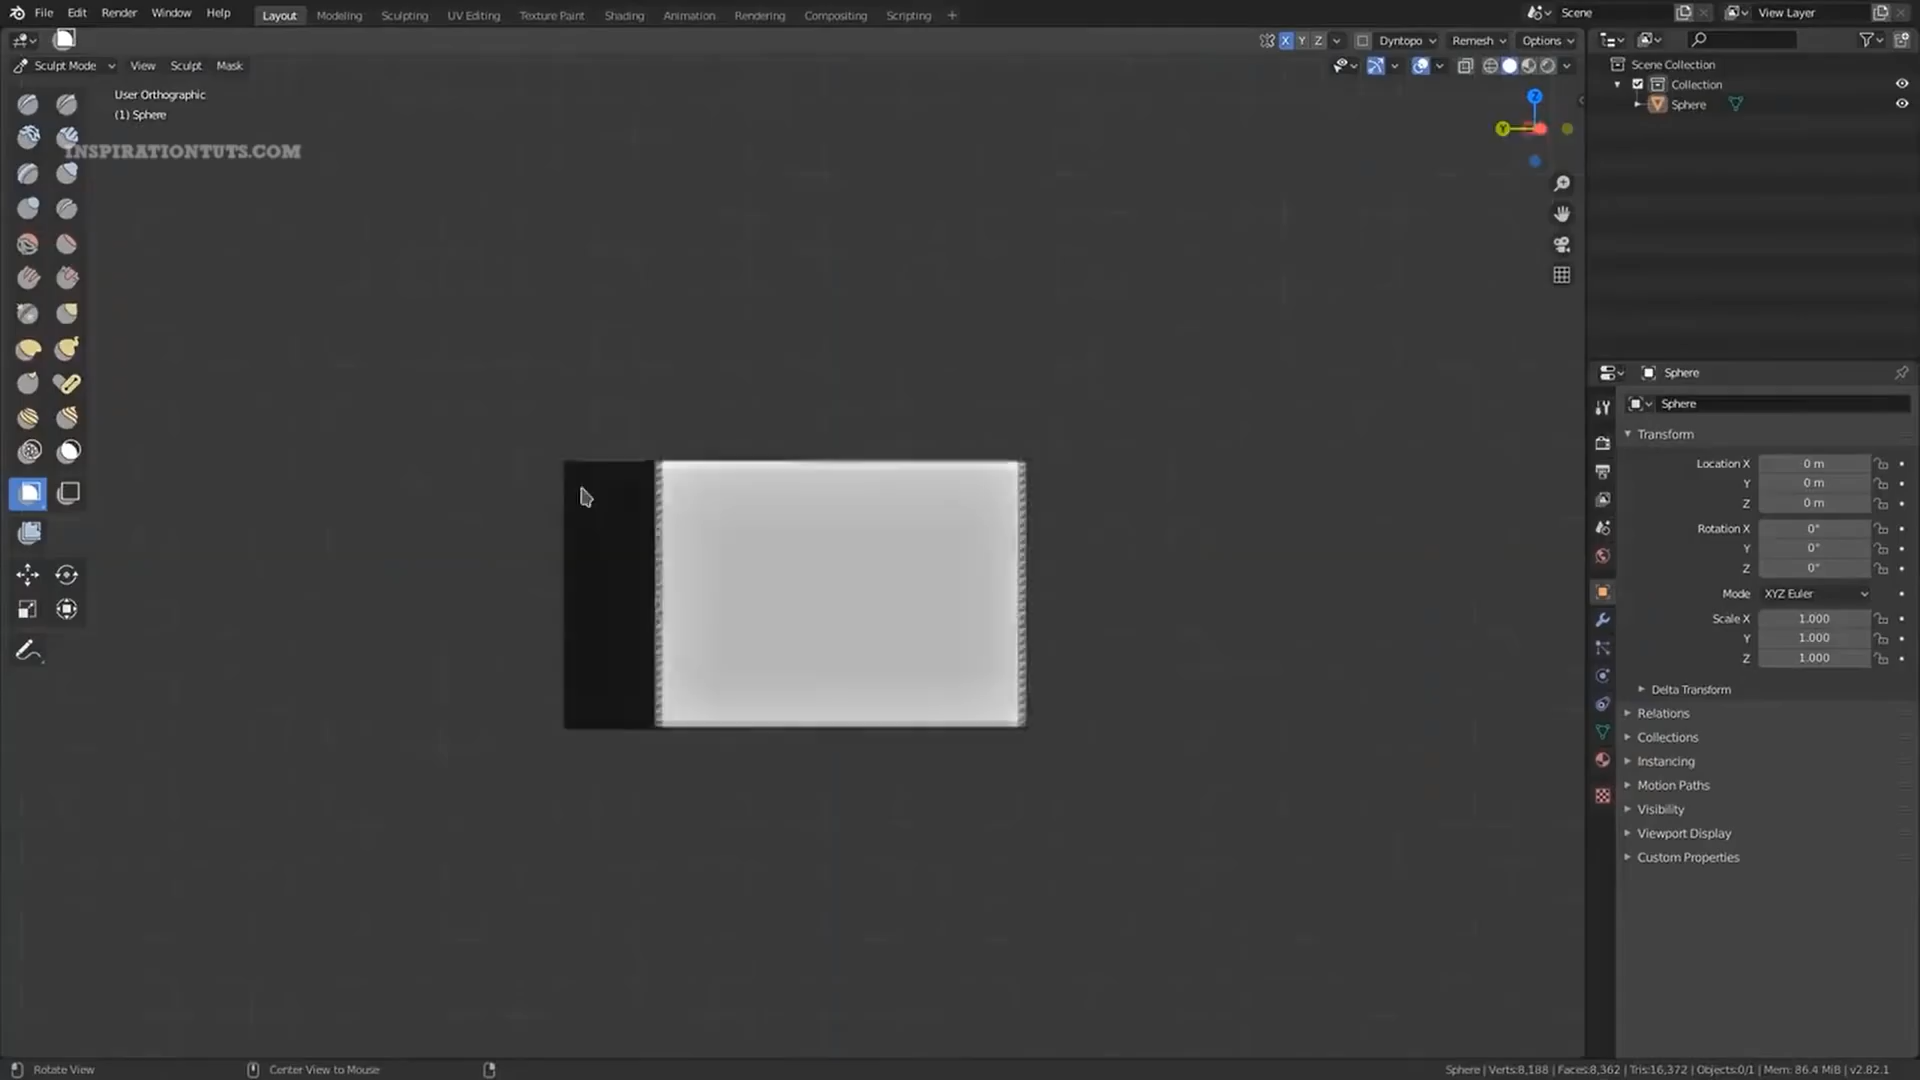 File Edit Render Window Help Layout Modeling Sculpting UV Editing Texture Paint Shading Animation Rendering Compositing Scripting + Scene View Layer
X Y Z Dyntopo Remesh Options
Sculpt Mode View Sculpt Mask
User Orthographic
(1) Sphere
INSPIRATIONTUTS.COM
Z
Y
Scene Collection
Collection
Sphere
Sphere
Sphere
Transform
Location X 0 m
Y 0 m
Z 0 m
Rotation X 0°
Y 0°
Z 0°
Mode XYZ Euler
Scale X 1.000
Y 1.000
Z 1.000
Delta Transform
Relations
Collections
Instancing
Motion Paths
Visibility
Viewport Display
Custom Properties
Rotate View Center View to Mouse Sphere | Verts:8,188 | Faces:8,362 | Tris:16,372 | Objects:0/1 | Mem: 86.4 MiB | v2.82.1